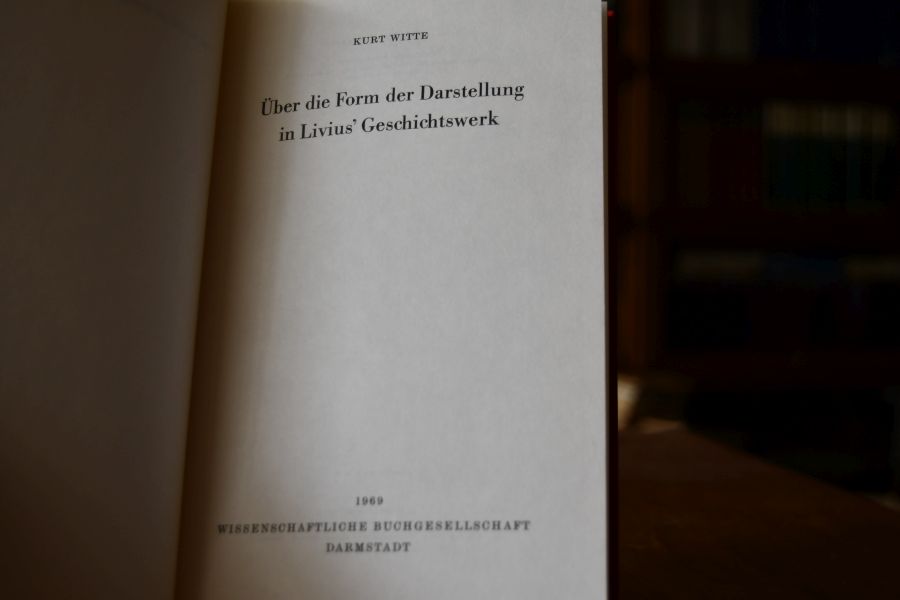 KURT WITTE
Über die Form der Darstellung
in Livius’ Geschichtswerk
1969
WISSENSCHAFTLICHE BUCHGESELLSCHAFT
DARMSTADT